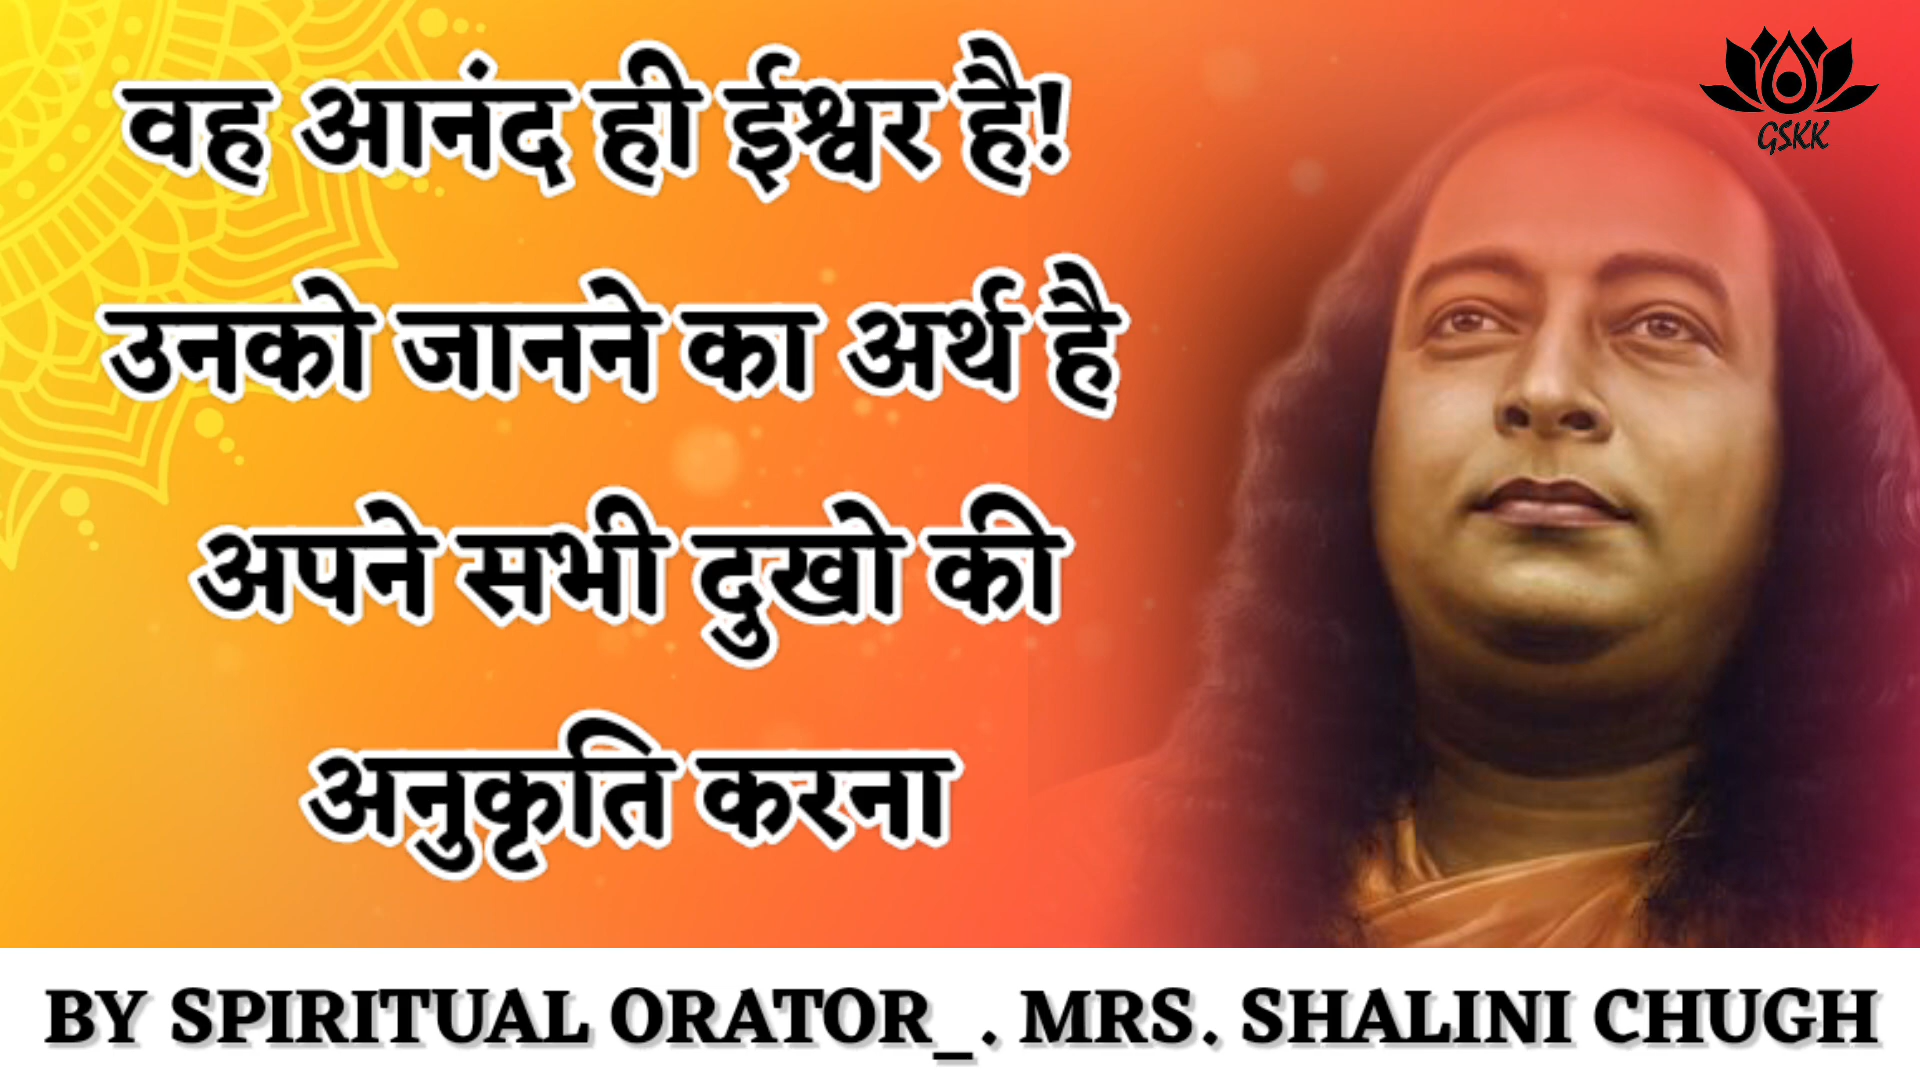 वह आनंद ही ईश्वर है!
उनको जानने का अर्थ है
अपने सभी दुखो की
अनुकृति करना
GSKK
BY SPIRITUAL ORATOR_. MRS. SHALINI CHUGH